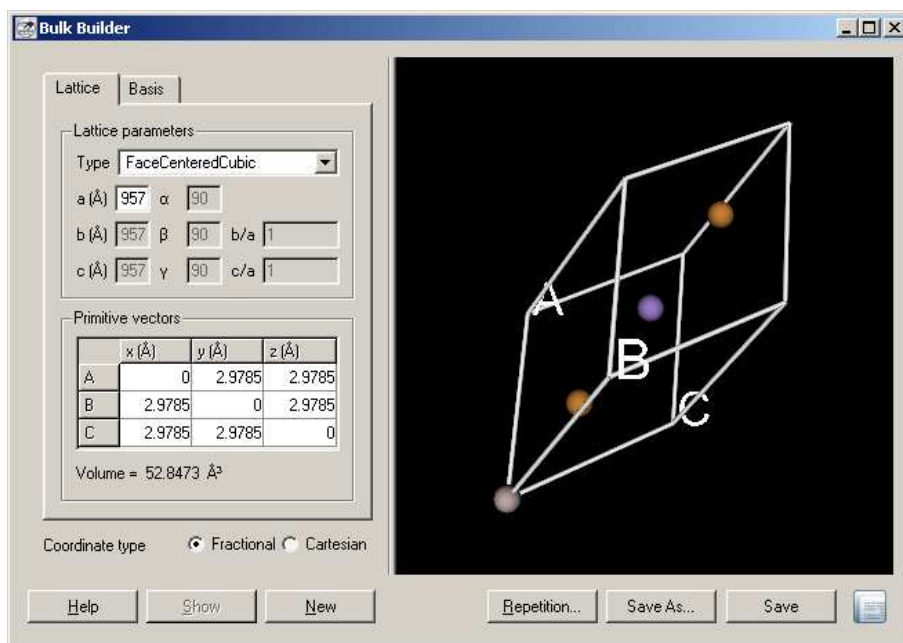 Bulk Builder
Lattice Basis
Lattice parameters
Type FaceCenteredCubic
a (Å) 957 α 90
b (Å) 957 β 90 b/a 1
c (Å) 957 γ 90 c/a 1
Primitive vectors
x (Å) y (Å) z (Å)
A 0 2.9785 2.9785
B 2.9785 0 2.9785
C 2.9785 2.9785 0
Volume = 52.8473 Å³
Coordinate type Fractional Cartesian
Help Show New
A
B
C
Repetition... Save As... Save